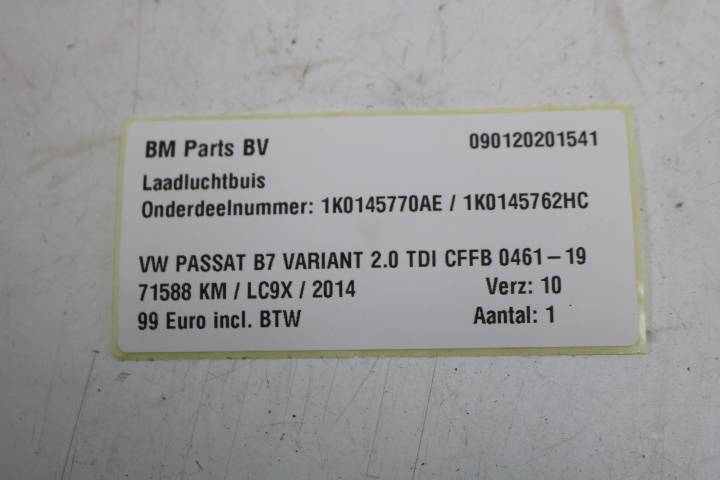 BM Parts BV 090120201541
Laadluchtbuis
Onderdeelnummer: 1K0145770AE / 1K0145762HC
VW PASSAT B7 VARIANT 2.0 TDI CFFB 0461-19
71588 KM / LC9X / 2014 Verz: 10
99 Euro incl. BTW Aantal: 1